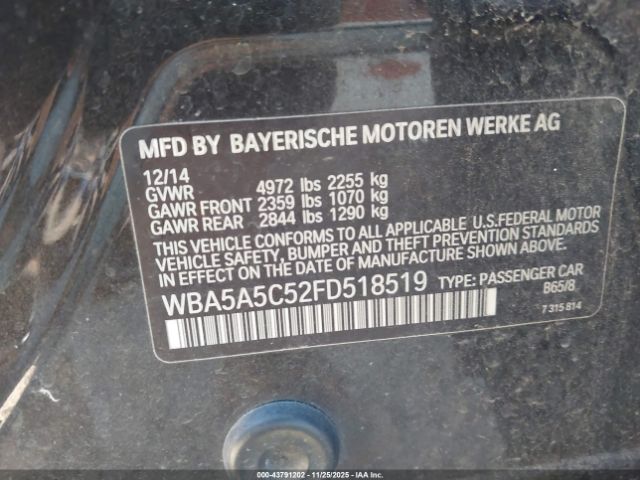 MFD BY BAYERISCHE MOTOREN WERKE AG
12/14
GVWR 4972 lbs 2255 kg
GAWR FRONT 2359 lbs 1070 kg
GAWR REAR 2844 lbs 1290 kg
THIS VEHICLE CONFORMS TO ALL APPLICABLE U.S.FEDERAL MOTOR
VEHICLE SAFETY, BUMPER AND THEFT PREVENTION STANDARDS
IN EFFECT ON THE DATE OF MANUFACTURE SHOWN ABOVE.
WBA5A5C52FD518519 TYPE: PASSENGER CAR
B65/8
7 315 814
000-43791202 - 11/25/2025 - IAAI.COM